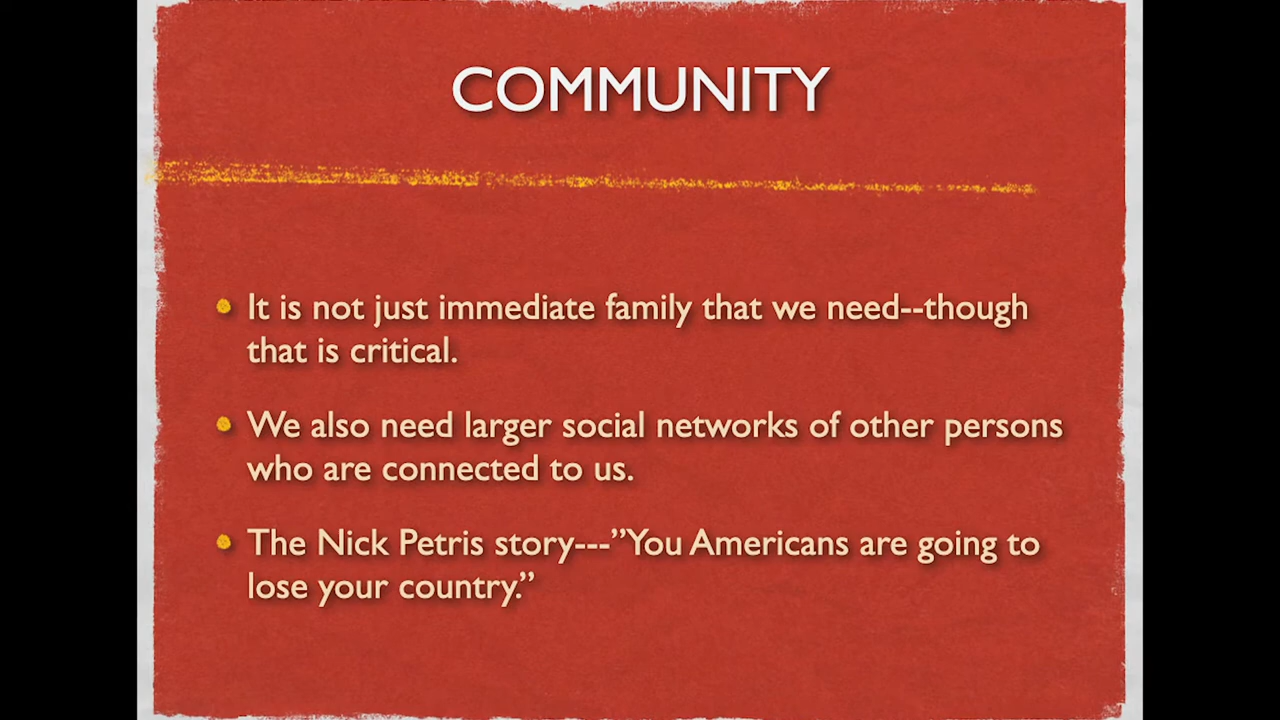 COMMUNITY
It is not just immediate family that we need--though
that is critical.
We also need larger social networks of other persons
who are connected to us.
The Nick Petris story---”You Americans are going to
lose your country.”